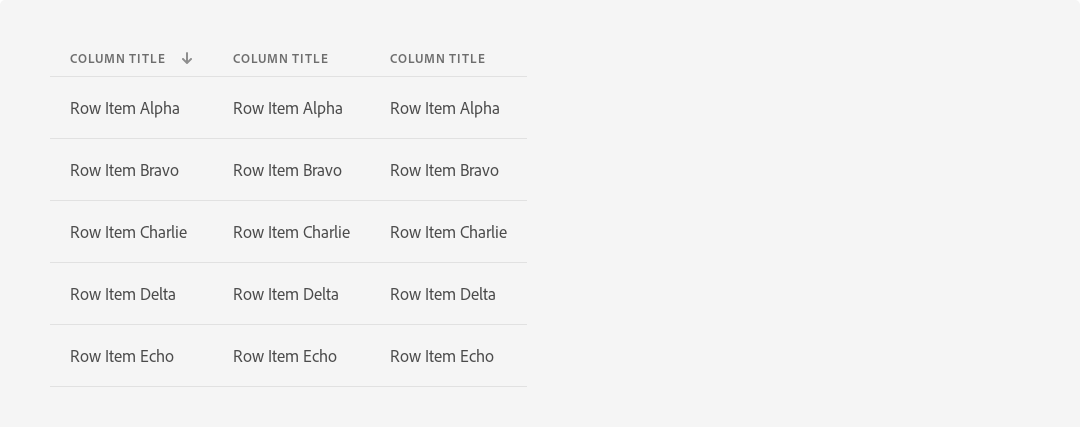 COLUMN TITLE COLUMN TITLE COLUMN TITLE
Row Item Alpha Row Item Alpha Row Item Alpha
Row Item Bravo Row Item Bravo Row Item Bravo
Row Item Charlie Row Item Charlie Row Item Charlie
Row Item Delta Row Item Delta Row Item Delta
Row Item Echo Row Item Echo Row Item Echo